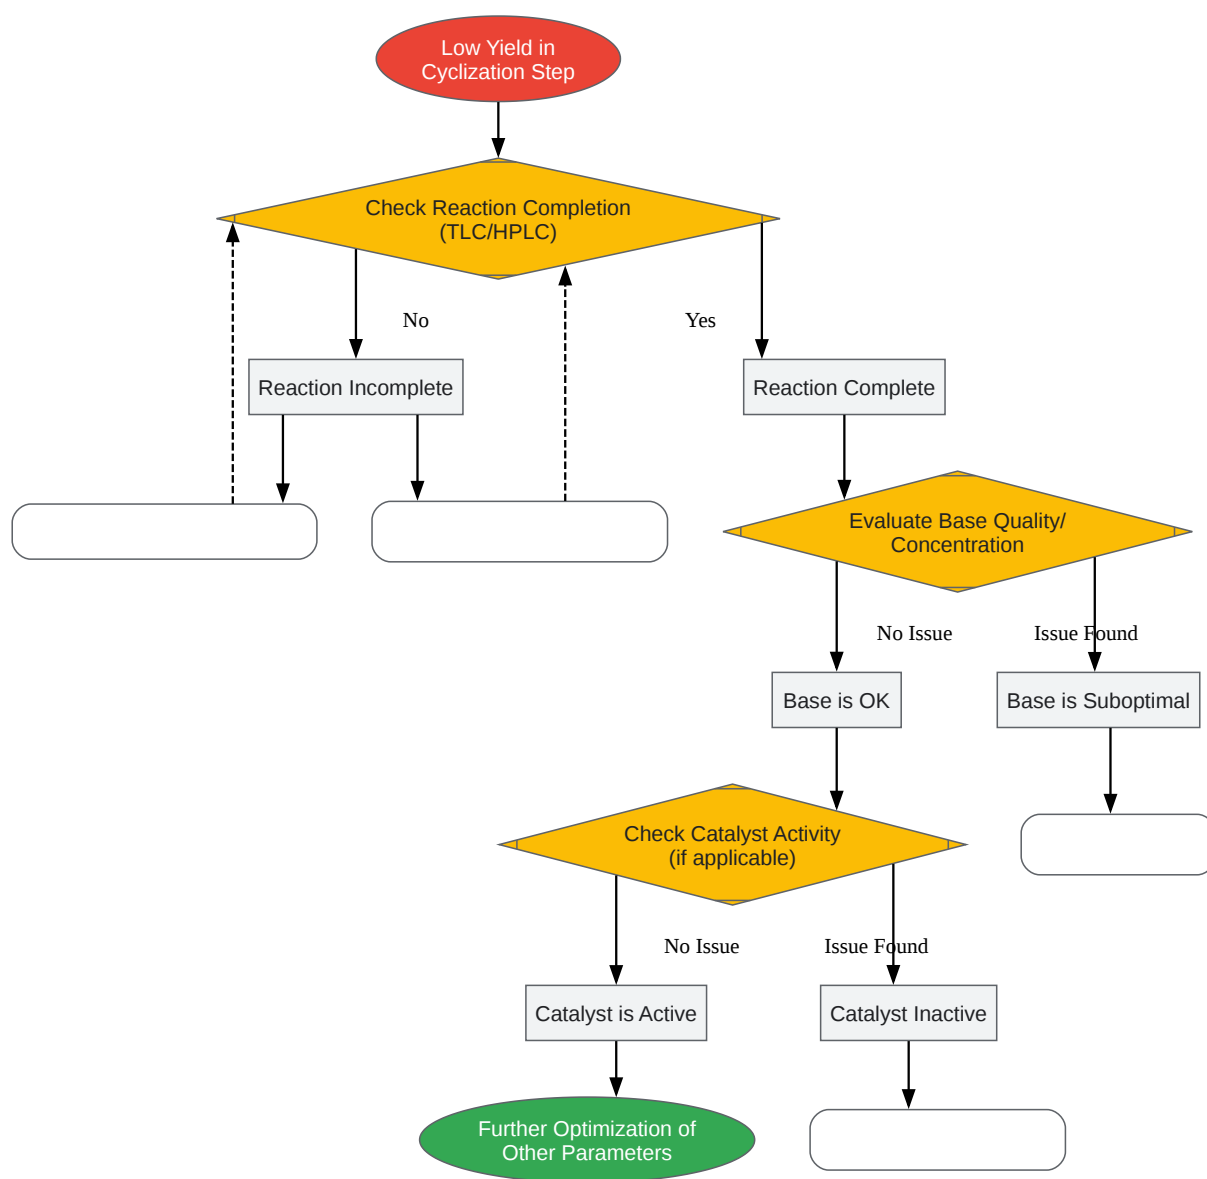 Low Yield in
Cyclization Step
Check Reaction Completion
(TLC/HPLC)
No
Yes
Reaction Incomplete
Reaction Complete
Evaluate Base Quality/
Concentration
No Issue
Issue Found
Base is OK
Base is Suboptimal
Check Catalyst Activity
(if applicable)
No Issue
Issue Found
Catalyst is Active
Catalyst Inactive
Further Optimization of
Other Parameters